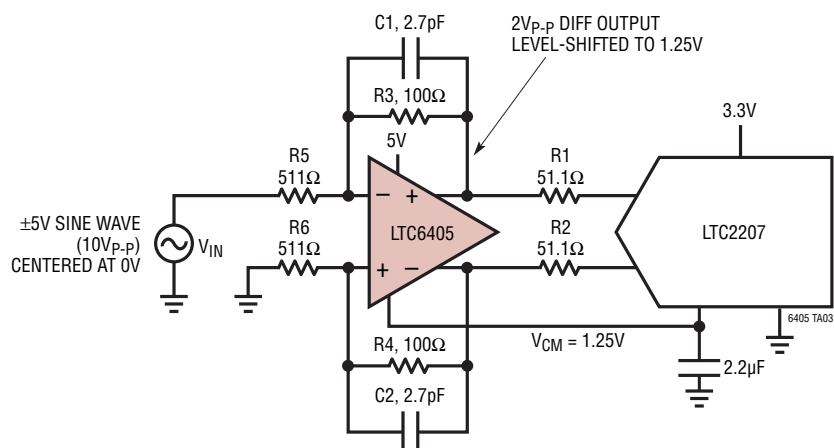 C1, 2.7pF
2VP-P DIFF OUTPUT
LEVEL-SHIFTED TO 1.25V
R3, 100Ω
3.3V
5V
R5
511Ω
R1
51.1Ω
– +
±5V SINE WAVE
(10VP-P)
CENTERED AT 0V
VIN
R6
511Ω
LTC6405
R2
51.1Ω
LTC2207
+ –
6405 TA03
R4, 100Ω
VCM = 1.25V
2.2µF
C2, 2.7pF